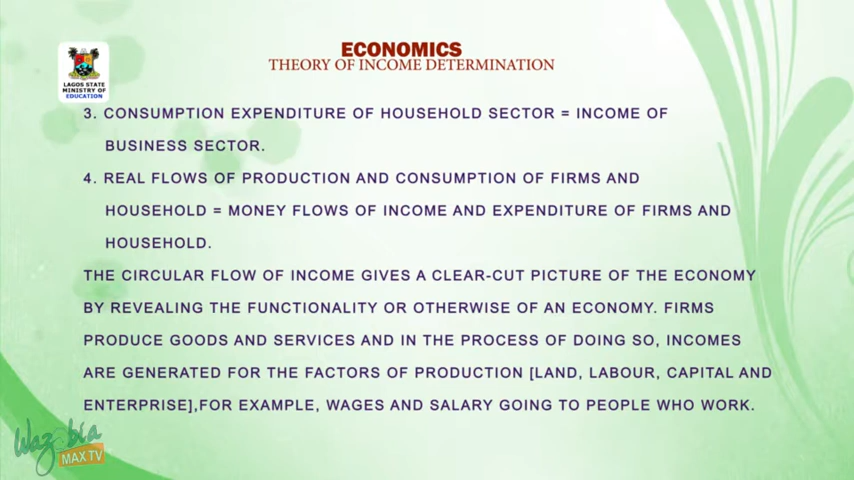 ECONOMICS
THEORY OF INCOME DETERMINATION
LAGOS STATE
MINISTRY OF
EDUCATION
3. CONSUMPTION EXPENDITURE OF HOUSEHOLD SECTOR = INCOME OF
BUSINESS SECTOR.
4. REAL FLOWS OF PRODUCTION AND CONSUMPTION OF FIRMS AND
HOUSEHOLD = MONEY FLOWS OF INCOME AND EXPENDITURE OF FIRMS AND
HOUSEHOLD.
THE CIRCULAR FLOW OF INCOME GIVES A CLEAR-CUT PICTURE OF THE ECONOMY
BY REVEALING THE FUNCTIONALITY OR OTHERWISE OF AN ECONOMY. FIRMS
PRODUCE GOODS AND SERVICES AND IN THE PROCESS OF DOING SO, INCOMES
ARE GENERATED FOR THE FACTORS OF PRODUCTION [LAND, LABOUR, CAPITAL AND
ENTERPRISE],FOR EXAMPLE, WAGES AND SALARY GOING TO PEOPLE WHO WORK.
Wazobia
MAX TV